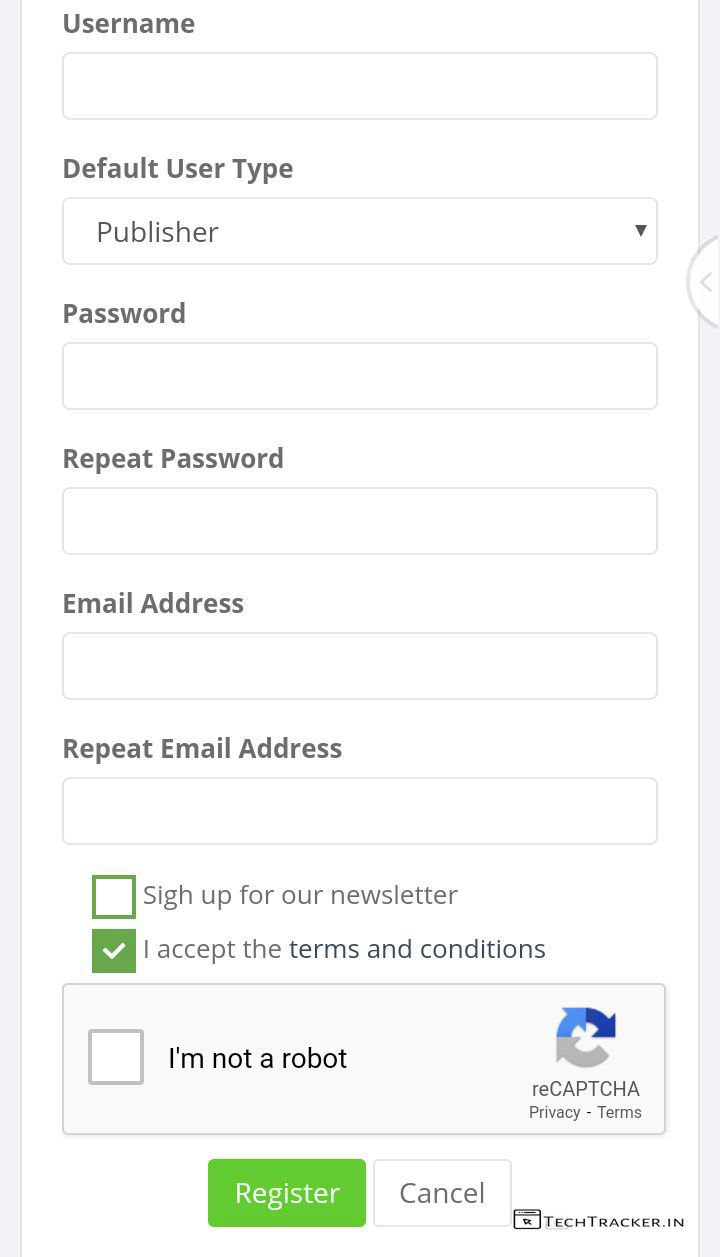 Username
Default User Type
Publisher
Password
Repeat Password
Email Address
Repeat Email Address
Sigh up for our newsletter
I accept the terms and conditions
I'm not a robot
reCAPTCHA
Privacy - Terms
Register Cancel
TECHTRACKER.IN